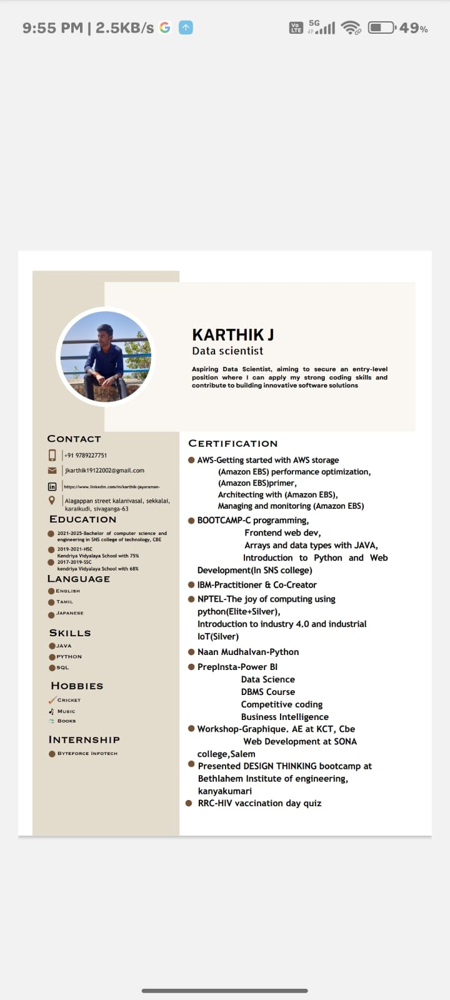 9:55 PM | 2.5KB/s
Vo LTE 5G 49%
KARTHIK J
Data scientist
Aspiring Data Scientist, aiming to secure an entry-level
position where I can apply my strong coding skills and
contribute to building innovative software solutions
CONTACT
+91 9789227751
jkarthik19122002@gmail.com
https://www.linkedin.com/in/karthik-jayaraman-
Alagappan street kalanivasal, sekkalai,
karaikudi, sivaganga-63
EDUCATION
2021-2025-Bachelor of computer science and
engineering in SNS college of technology, CBE
2019-2021-HSC
Kendriya Vidyalaya School with 75%
2017-2019-SSC
kendriya Vidyalaya School with 68%
LANGUAGE
ENGLISH
TAMIL
JAPANESE
SKILLS
JAVA
PYTHON
SQL
HOBBIES
CRICKET
MUSIC
BOOKS
INTERNSHIP
BYTEFORCE INFOTECH
CERTIFICATION
AWS-Getting started with AWS storage
(Amazon EBS) performance optimization,
(Amazon EBS)primer,
Architecting with (Amazon EBS),
Managing and monitoring (Amazon EBS)
BOOTCAMP-C programming,
Frontend web dev,
Arrays and data types with JAVA,
Introduction to Python and Web
Development(In SNS college)
IBM-Practitioner & Co-Creator
NPTEL-The joy of computing using
python(Elite+Silver),
Introduction to industry 4.0 and industrial
IoT(Silver)
Naan Mudhalvan-Python
PrepInsta-Power BI
Data Science
DBMS Course
Competitive coding
Business Intelligence
Workshop-Graphique. AE at KCT, Cbe
Web Development at SONA
college,Salem
Presented DESIGN THINKING bootcamp at
Bethlahem Institute of engineering,
kanyakumari
RRC-HIV vaccination day quiz